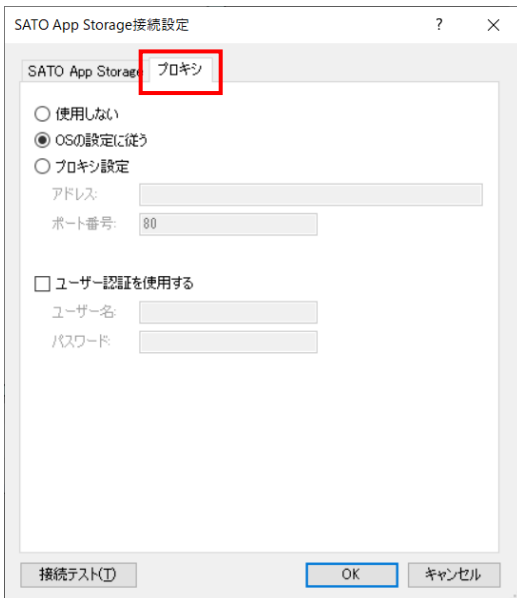 SATO App Storage接続設定
?
SATO App Storage プロキシ
使用しない
OSの設定に従う
プロキシ設定
アドレス:
ポート番号: 80
ユーザー認証を使用する
ユーザー名:
パスワード:
接続テスト(T) OK キャンセル